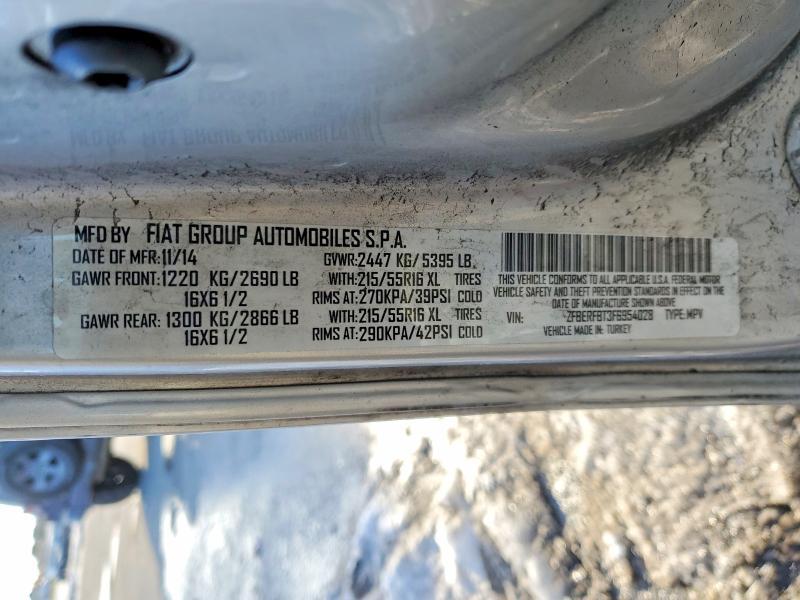 MFD BY FIAT GROUP AUTOMOBILES S.P.A.
DATE OF MFR: 11/14 GVWR: 2447 KG/ 5395 LB
GAWR FRONT: 1220 KG/2690 LB WITH: 215/55R16 XL TIRES
16X6 1/2 RIMS AT: 270KPA/39PSI COLD
GAWR REAR: 1300 KG/2866 LB WITH: 215/55R16 XL TIRES
16X6 1/2 RIMS AT: 290KPA/42PSI COLD
THIS VEHICLE CONFORMS TO ALL APPLICABLE U.S.A. FEDERAL MOTOR
VEHICLE SAFETY AND THEFT PREVENTION STANDARDS IN EFFECT ON THE
DATE OF MANUFACTURE SHOWN ABOVE
VIN: ZFBERFBT3F6954028 TYPE: MPV
VEHICLE MADE IN: TURKEY